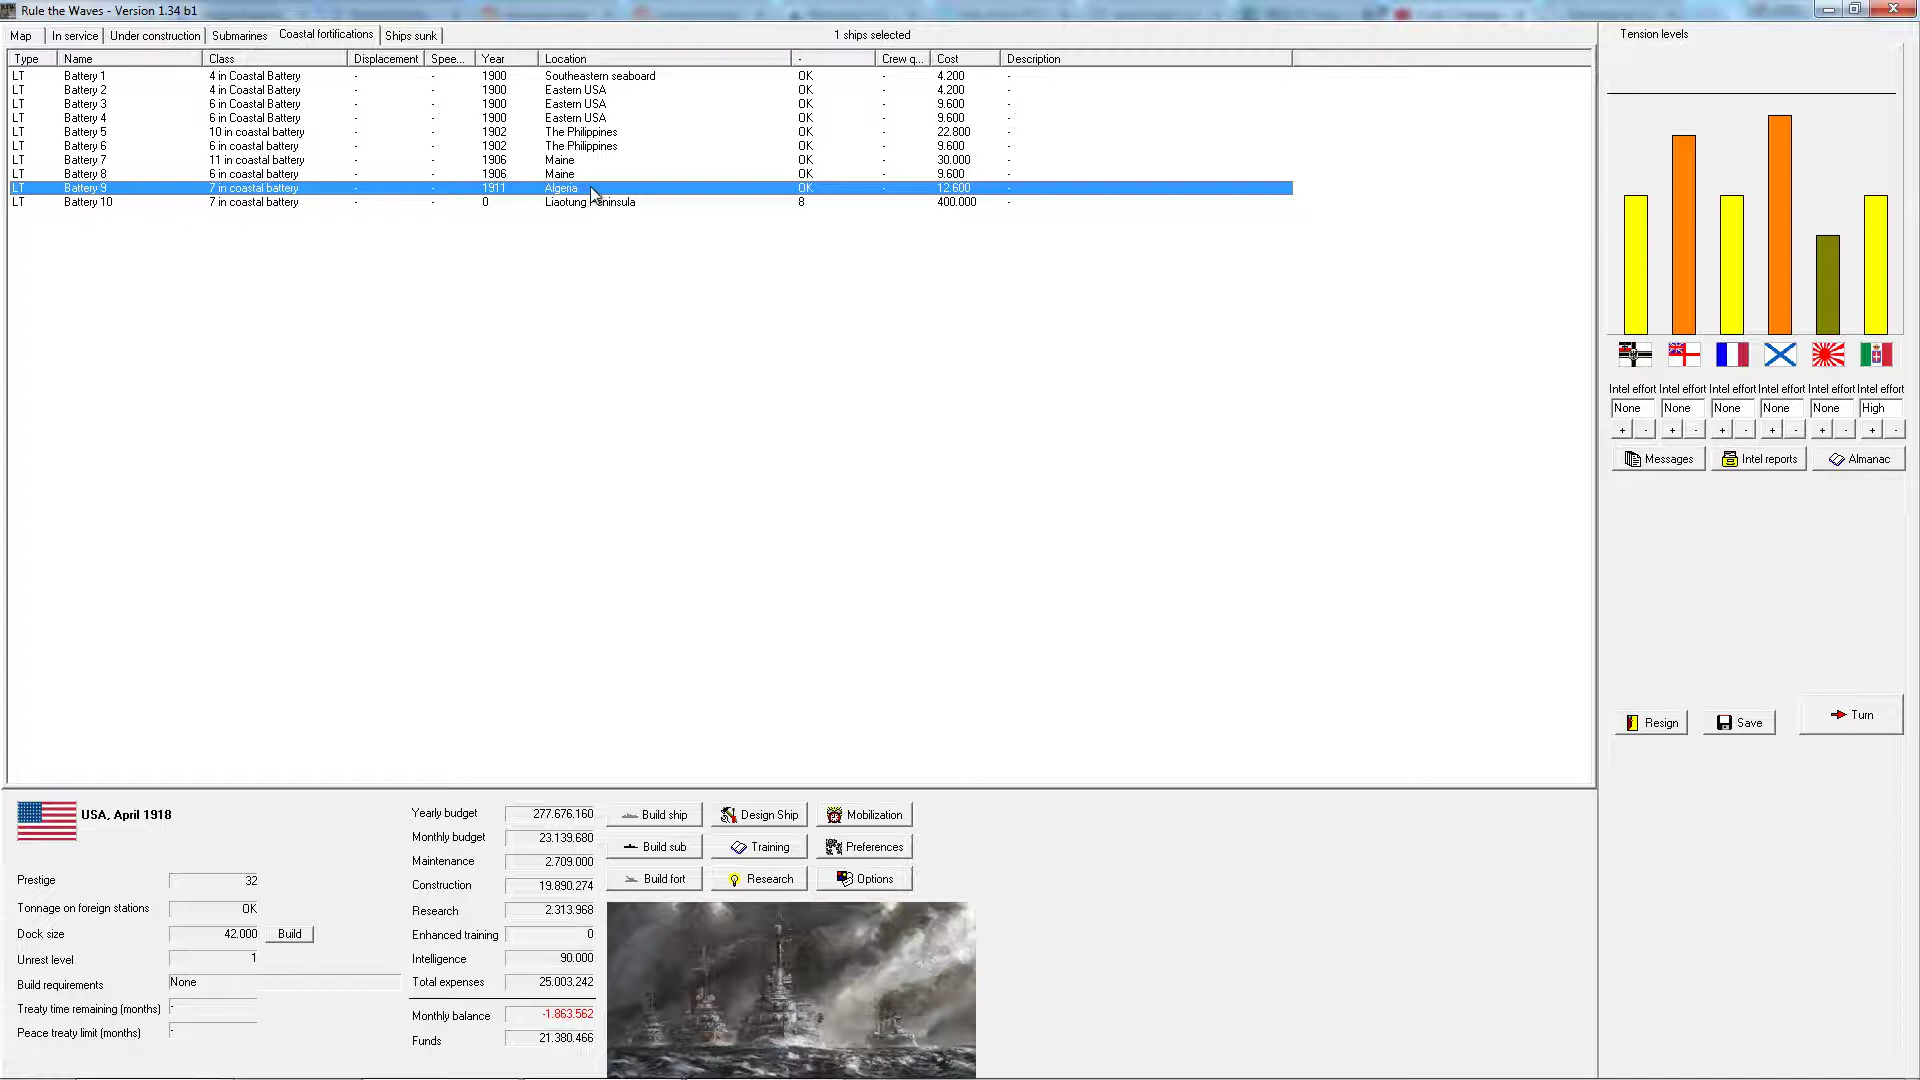 Rule the Waves - Version 1.34 b1
Map In service Under construction Submarines Coastal fortifications Ships sunk 1 ships selected Tension levels
Type Name Class Displacement Spee... Year Location - Crew q... Cost Description
LT Battery 1 4 in Coastal Battery - - 1900 Southeastern seaboard OK - 4.200 -
LT Battery 2 4 in Coastal Battery - - 1900 Eastern USA OK - 4.200 -
LT Battery 3 6 in Coastal Battery - - 1900 Eastern USA OK - 9.600 -
LT Battery 4 6 in Coastal Battery - - 1900 Eastern USA OK - 9.600 -
LT Battery 5 10 in coastal battery - - 1902 The Philippines OK - 22.800 -
LT Battery 6 6 in coastal battery - - 1902 The Philippines OK - 9.600 -
LT Battery 7 11 in coastal battery - - 1906 Maine OK - 30.000 -
LT Battery 8 6 in coastal battery - - 1906 Maine OK - 9.600 -
LT Battery 9 7 in coastal battery - - 1911 Algeria OK - 12.600 -
LT Battery 10 7 in coastal battery - - 0 Liaotung 8 - 400.000 -
Intel effort Intel effort Intel effort Intel effort Intel effort Intel effort
None None None None None High
+ - + - + - + - + - + -
Messages Intel reports Almanac
Resign Save Turn
USA, April 1918
Prestige 32
Tonnage on foreign stations OK
Dock size 42.000 Build
Unrest level 1
Build requirements None
Treaty time remaining (months) -
Peace treaty limit (months) -
Yearly budget 277.676.160
Monthly budget 23.139.680
Maintenance 2.709.000
Construction 19.890.274
Research 2.313.968
Enhanced training 0
Intelligence 90.000
Total expenses 25.003.242
Monthly balance -1.863.562
Funds 21.380.466
Build ship Design Ship Mobilization
Build sub Training Preferences
Build fort Research Options